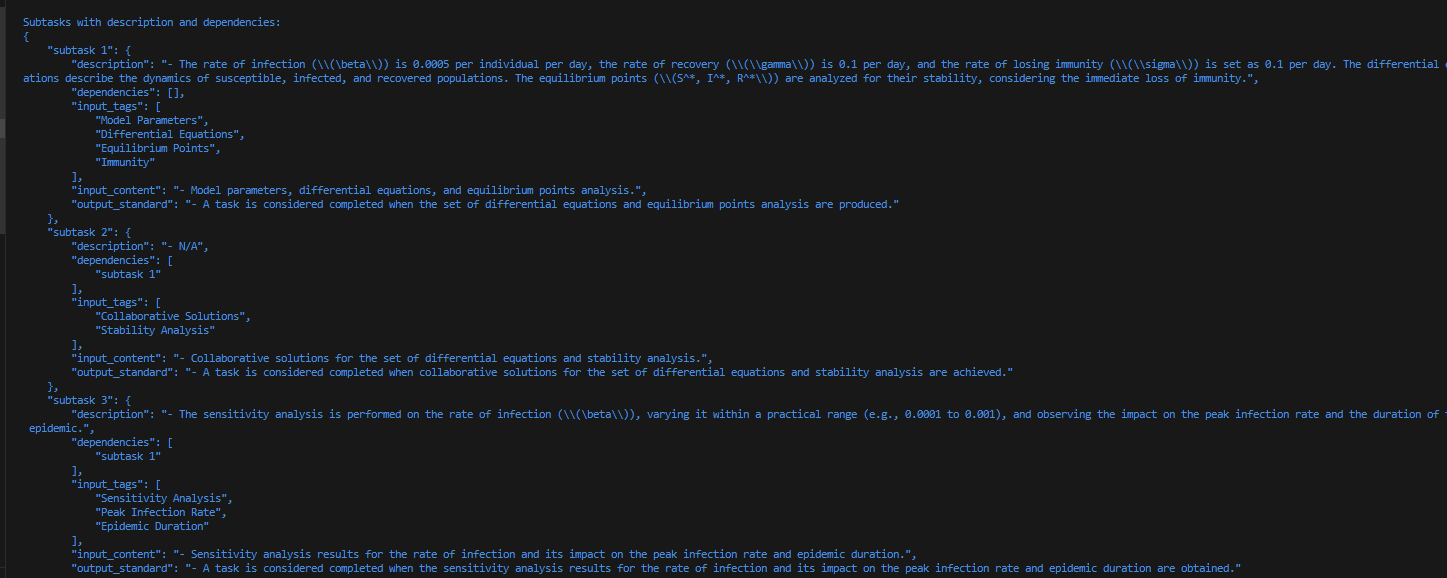 Subtasks with description and dependencies:
{
    "subtask 1": {
        "description": "- The rate of infection (\\(\beta\\)) is 0.0005 per individual per day, the rate of recovery (\\(\\gamma\\)) is 0.1 per day, and the rate of losing immunity (\\(\\sigma\\)) is set as 0.1 per day. The differential
ations describe the dynamics of susceptible, infected, and recovered populations. The equilibrium points (\\(S^*, I^*, R^*\\)) are analyzed for their stability, considering the immediate loss of immunity.",
        "dependencies": [],
        "input_tags": [
            "Model Parameters",
            "Differential Equations",
            "Equilibrium Points",
            "Immunity"
        ],
        "input_content": "- Model parameters, differential equations, and equilibrium points analysis.",
        "output_standard": "- A task is considered completed when the set of differential equations and equilibrium points analysis are produced."
    },
    "subtask 2": {
        "description": "- N/A",
        "dependencies": [
            "subtask 1"
        ],
        "input_tags": [
            "Collaborative Solutions",
            "Stability Analysis"
        ],
        "input_content": "- Collaborative solutions for the set of differential equations and stability analysis.",
        "output_standard": "- A task is considered completed when collaborative solutions for the set of differential equations and stability analysis are achieved."
    },
    "subtask 3": {
        "description": "- The sensitivity analysis is performed on the rate of infection (\\(\beta\\)), varying it within a practical range (e.g., 0.0001 to 0.001), and observing the impact on the peak infection rate and the duration of
 epidemic.",
        "dependencies": [
            "subtask 1"
        ],
        "input_tags": [
            "Sensitivity Analysis",
            "Peak Infection Rate",
            "Epidemic Duration"
        ],
        "input_content": "- Sensitivity analysis results for the rate of infection and its impact on the peak infection rate and epidemic duration.",
        "output_standard": "- A task is considered completed when the sensitivity analysis results for the rate of infection and its impact on the peak infection rate and epidemic duration are obtained."